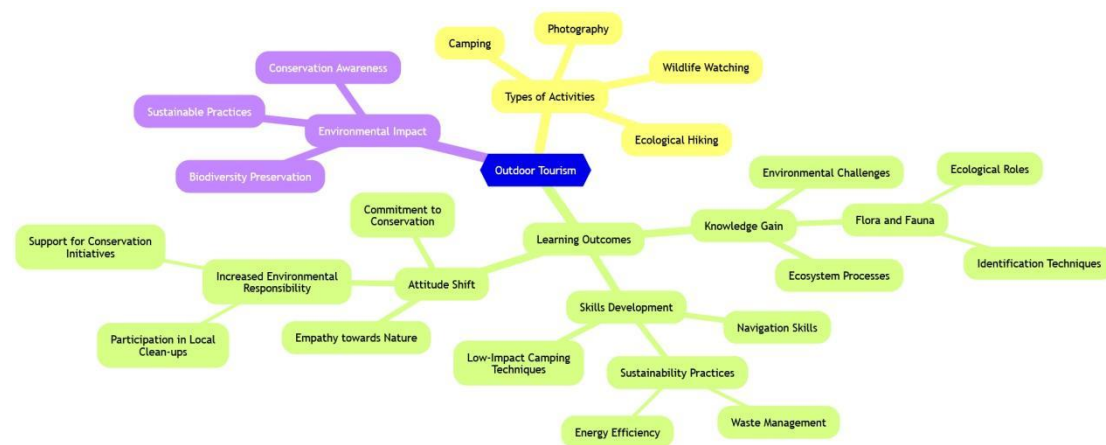 Outdoor Tourism
Types of Activities
Camping
Photography
Wildlife Watching
Ecological Hiking
Environmental Impact
Conservation Awareness
Sustainable Practices
Biodiversity Preservation
Learning Outcomes
Knowledge Gain
Environmental Challenges
Flora and Fauna
Ecological Roles
Identification Techniques
Ecosystem Processes
Skills Development
Navigation Skills
Low-Impact Camping
Techniques
Sustainability Practices
Energy Efficiency
Waste Management
Attitude Shift
Commitment to
Conservation
Increased Environmental
Responsibility
Support for Conservation
Initiatives
Participation in Local
Clean-ups
Empathy towards Nature